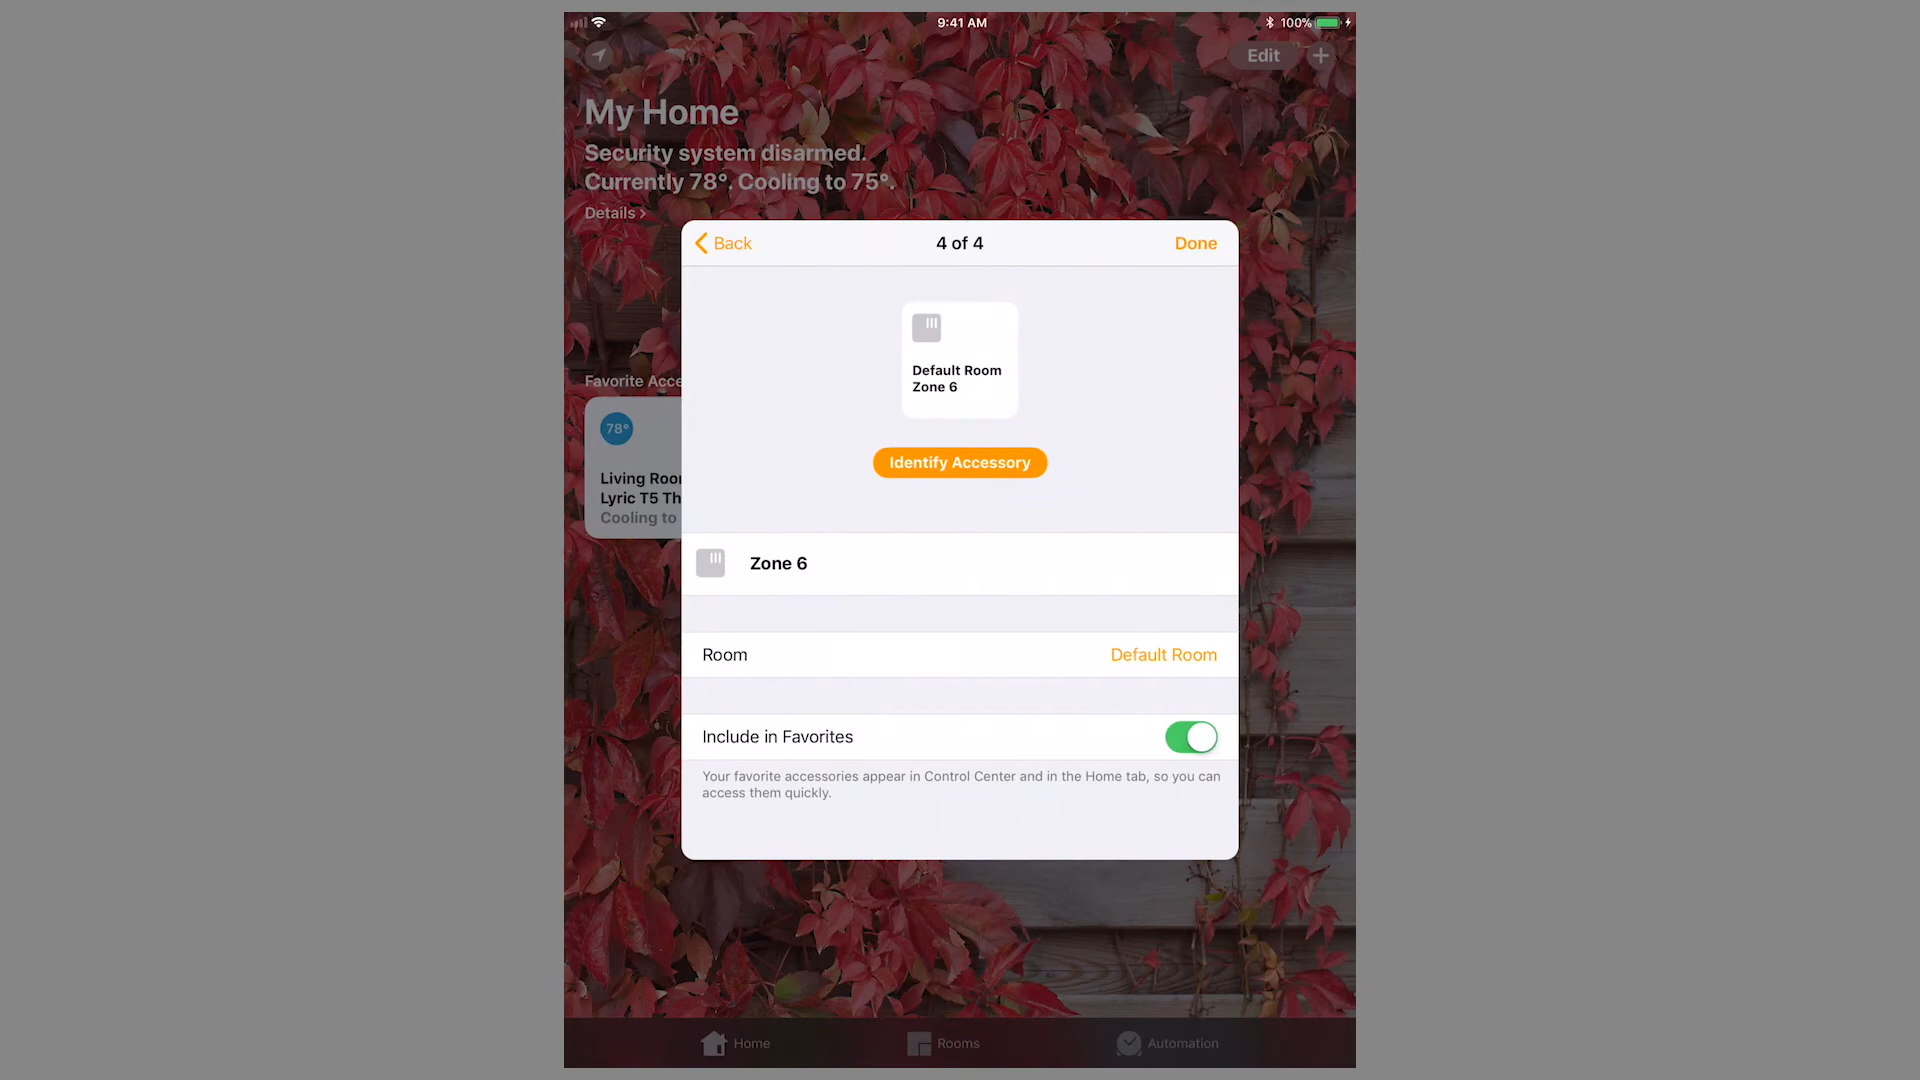 9:41 AM
100%
Edit
My Home
Security system disarmed.
Currently 78°. Cooling to 75°.
Details
Back
4 of 4
Done
Default Room
Zone 6
Identify Accessory
Favorite Acce
78°
Living Roo
Lyric T5 Th
Cooling to
Zone 6
Room
Default Room
Include in Favorites
Your favorite accessories appear in Control Center and in the Home tab, so you can
access them quickly.
Home
Rooms
Automation